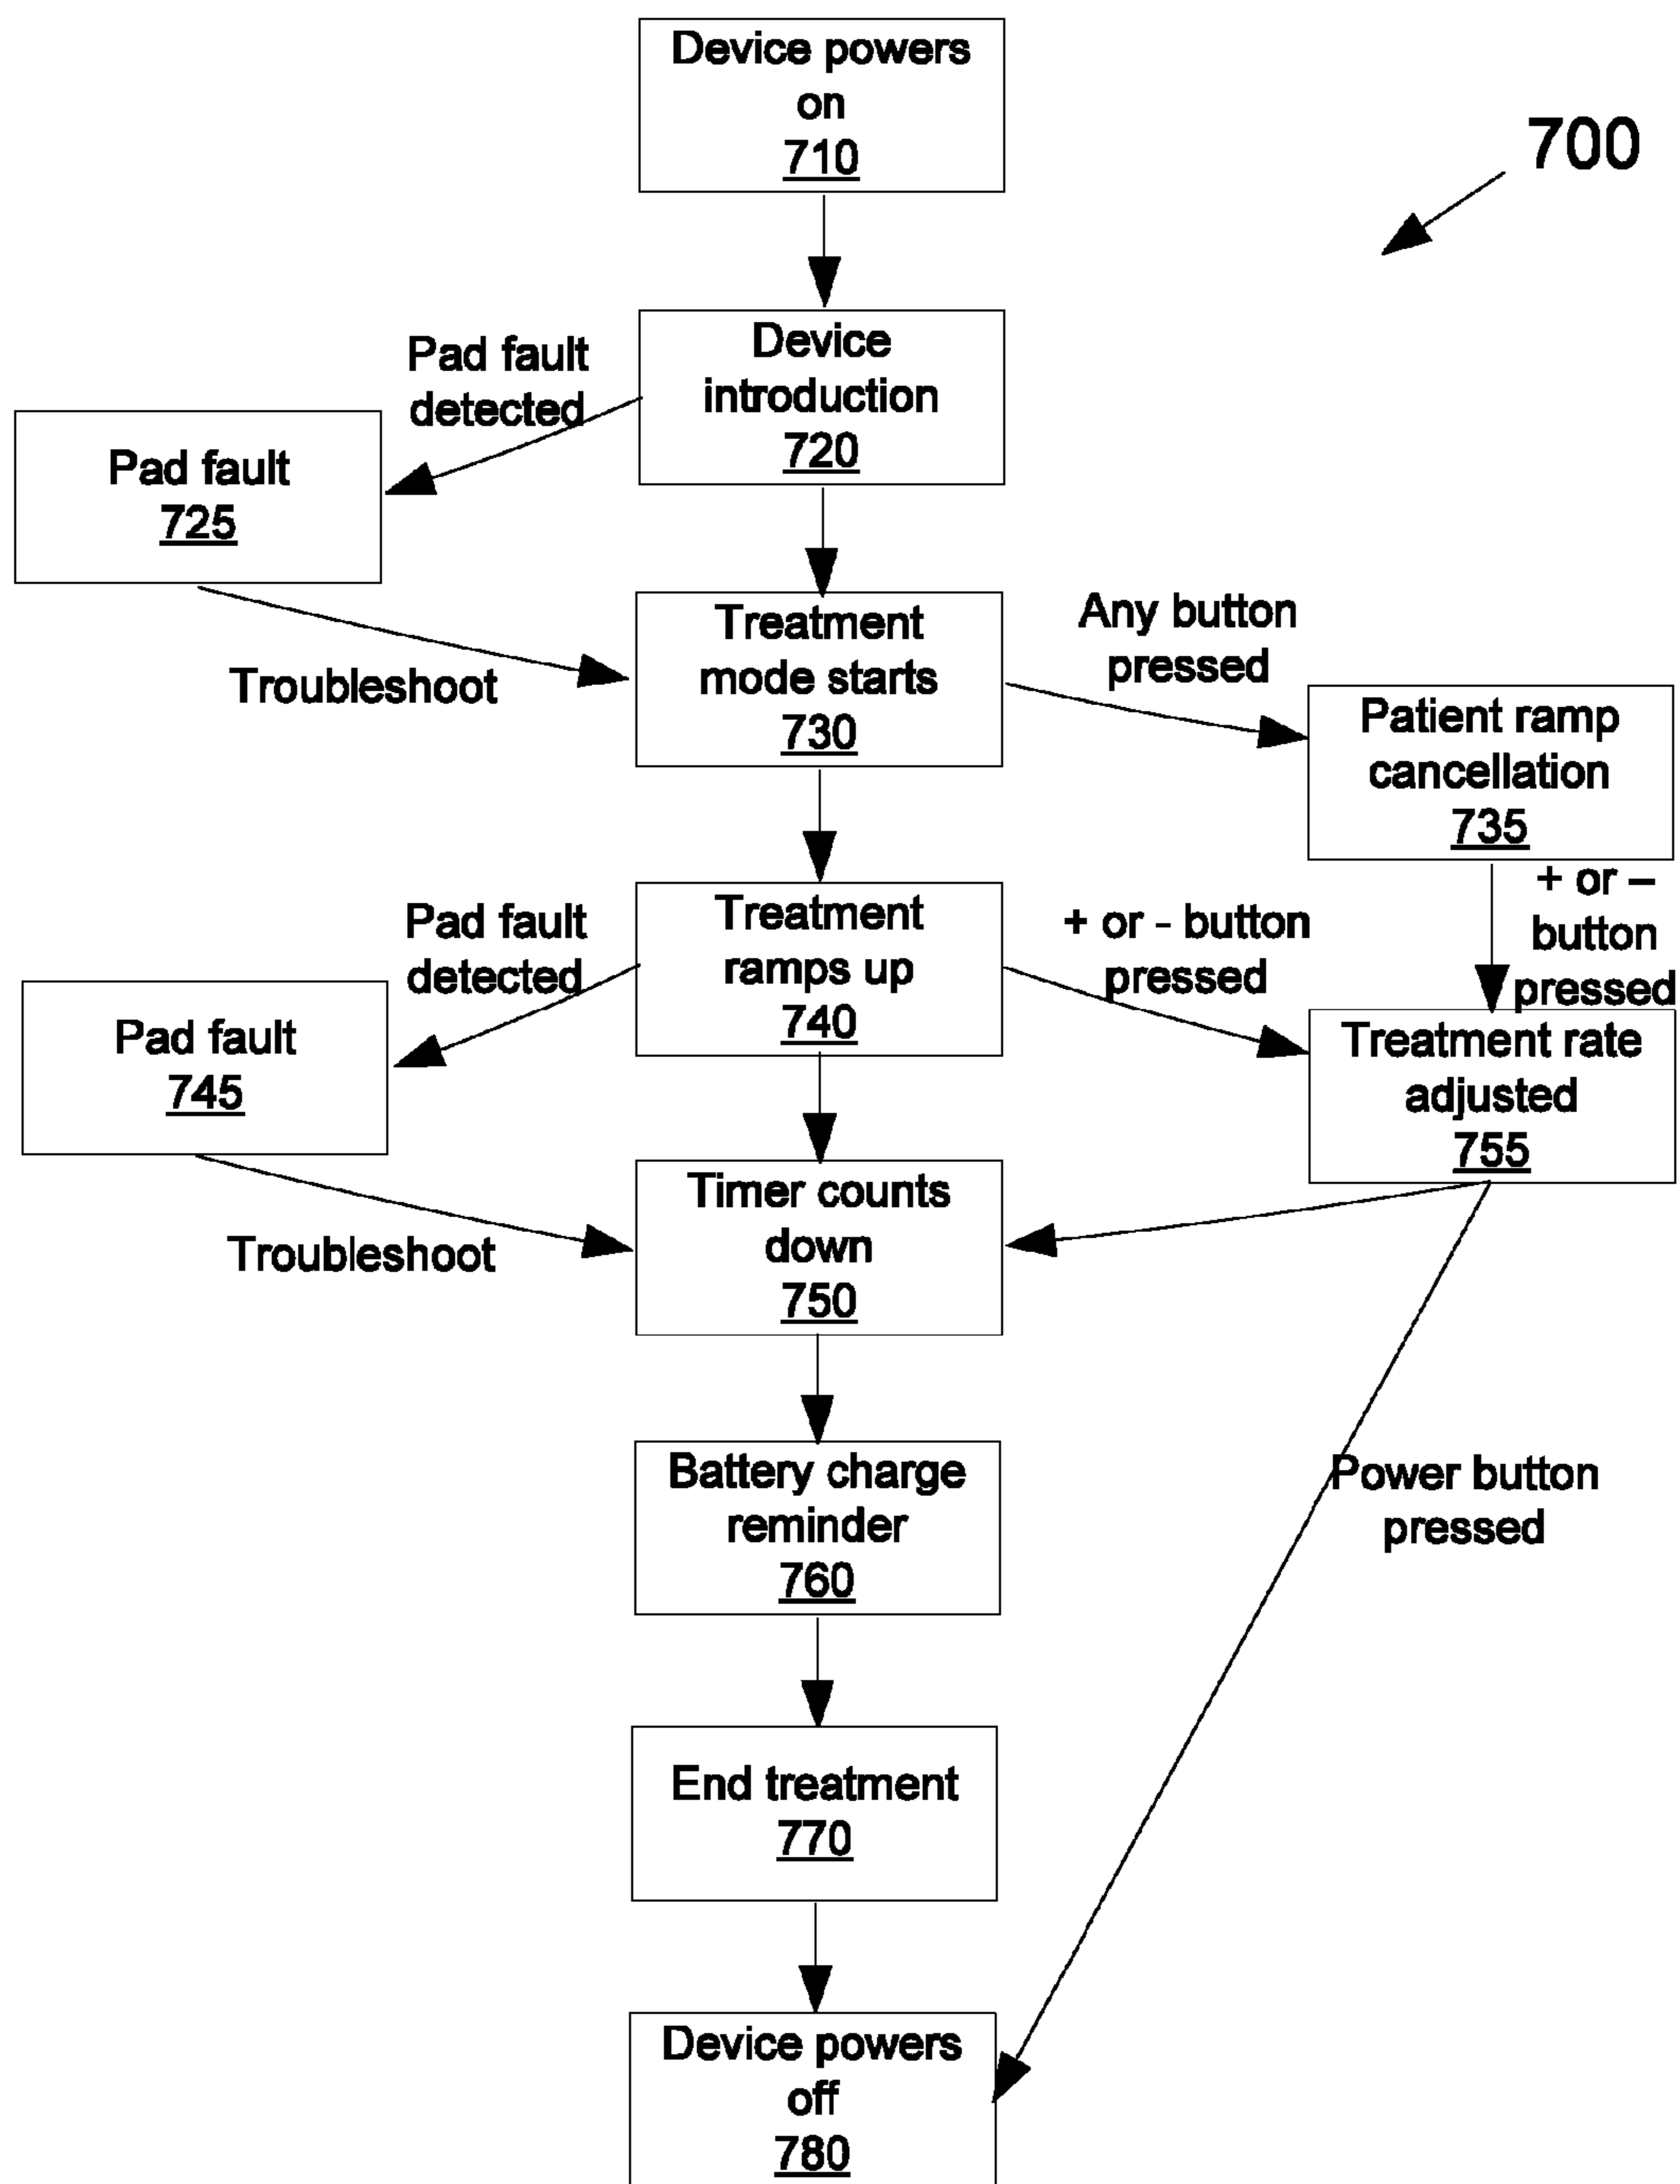 Device powers
on
710
700
Device
introduction
720
Pad fault
detected
Pad fault
725
Troubleshoot
Treatment
mode starts
730
Any button
pressed
Patient ramp
cancellation
735
+ or –
button
pressed
Treatment
ramps up
740
Pad fault
detected
+ or - button
pressed
Pad fault
745
Treatment rate
adjusted
755
Troubleshoot
Timer counts
down
750
Battery charge
reminder
760
Power button
pressed
End treatment
770
Device powers
off
780